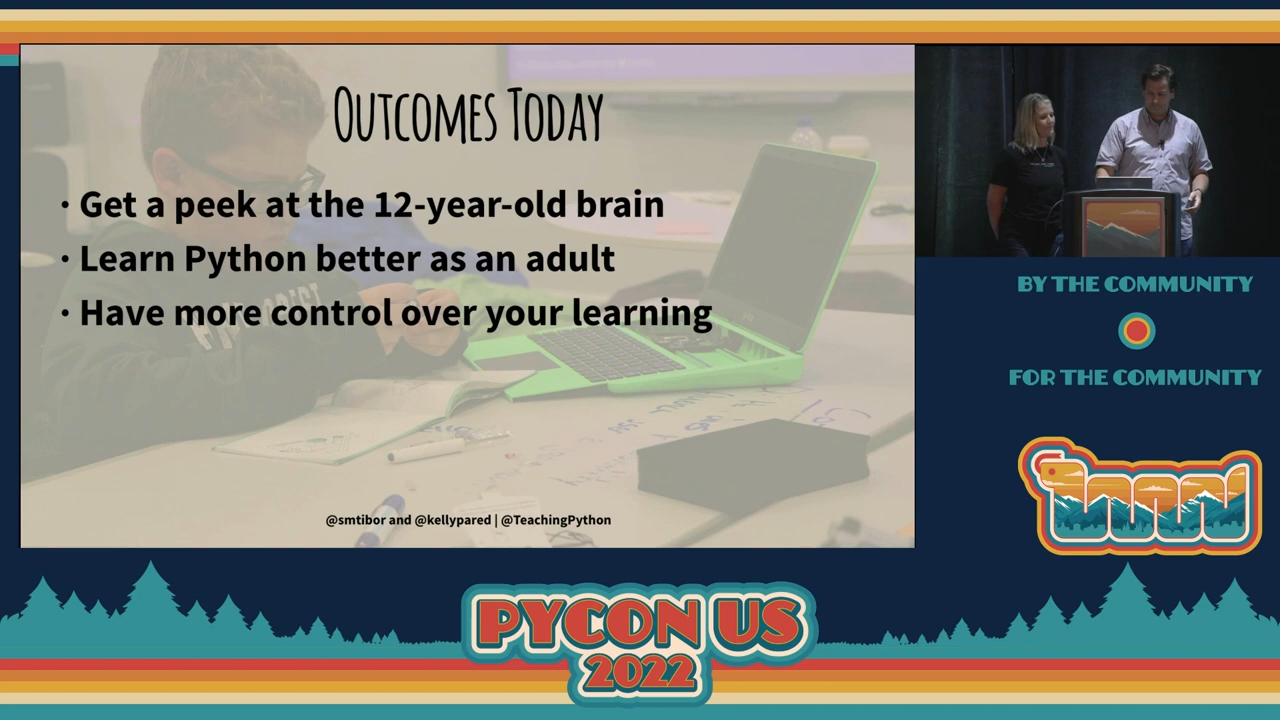 OUTCOMES TODAY
· Get a peek at the 12-year-old brain
· Learn Python better as an adult
· Have more control over your learning
@smtibor and @kellypared | @TeachingPython
BY THE COMMUNITY
FOR THE COMMUNITY
PYCON US
2022